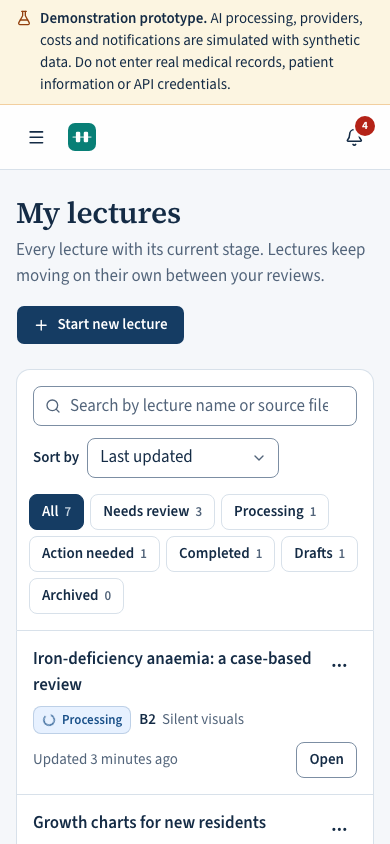 Demonstration prototype. AI processing, providers,
costs and notifications are simulated with synthetic
data. Do not enter real medical records, patient
information or API credentials.
4
My lectures
Every lecture with its current stage. Lectures keep
moving on their own between your reviews.
+ Start new lecture
Search by lecture name or source file
Sort by Last updated
All 7 Needs review 3 Processing 1
Action needed 1 Completed 1 Drafts 1
Archived 0
Iron-deficiency anaemia: a case-based ...
review
Processing B2 Silent visuals
Updated 3 minutes ago Open
Growth charts for new residents ...